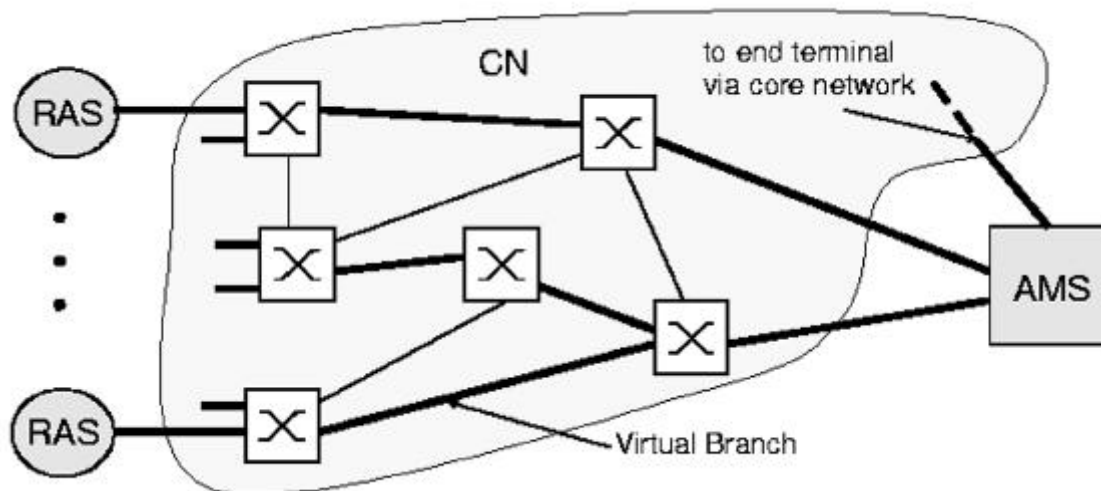 CN
to end terminal
via core network
RAS
AMS
RAS
Virtual Branch